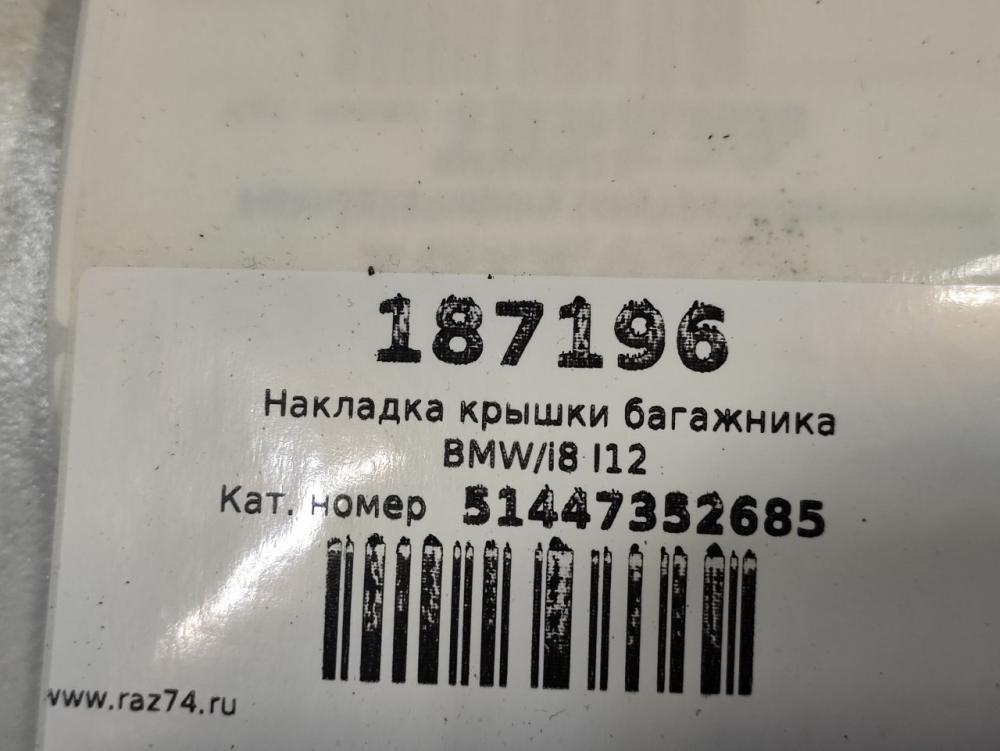 187196
Накладка крышки багажника
BMW/i8 I12
Кат. номер 51447352685
www.raz74.ru